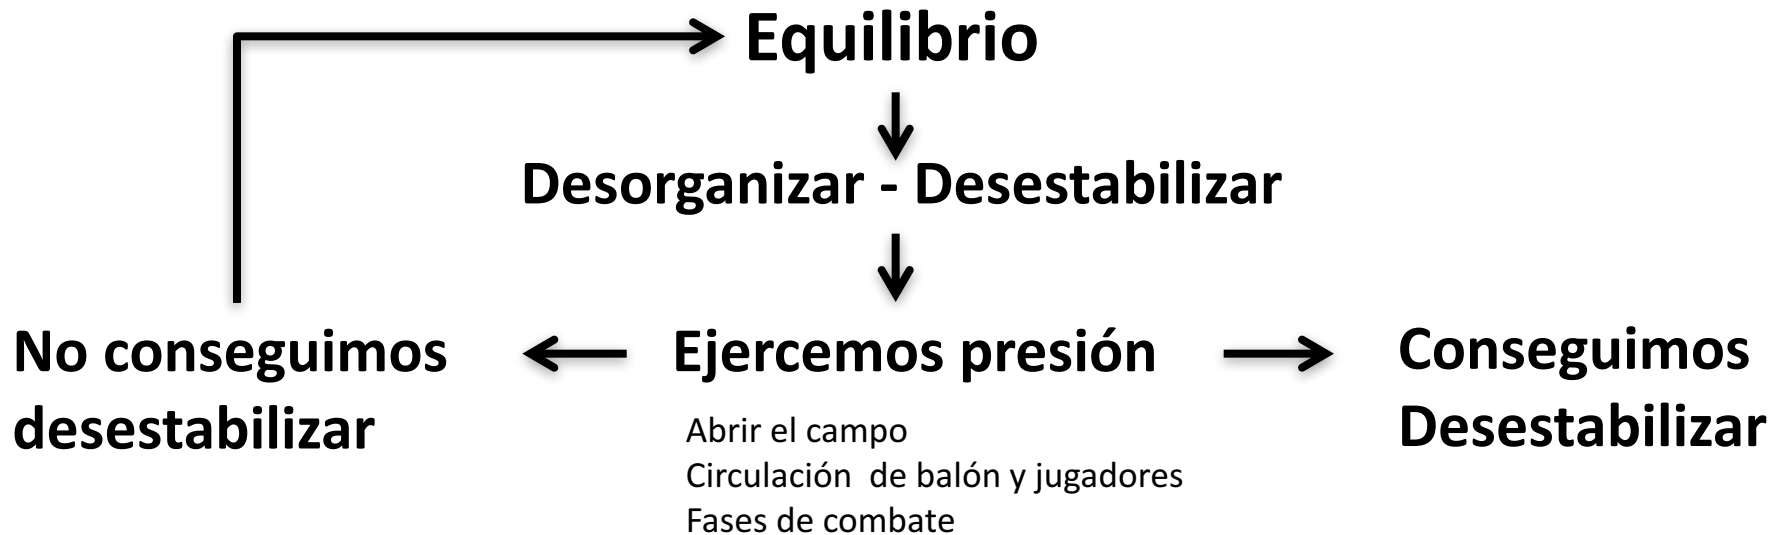 Equilibrio
Desorganizar - Desestabilizar
No conseguimos
desestabilizar
Ejercemos presión
Abrir el campo
Circulación  de balón y jugadores
Fases de combate
Conseguimos
Desestabilizar